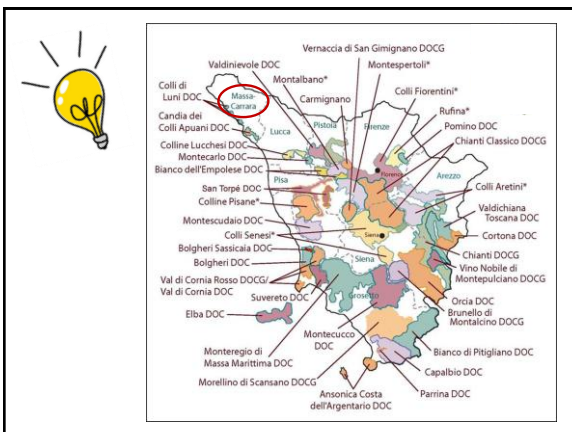 Vernaccia di San Gimignano DOCG
Valdinievole DOC
Montespertoli*
Montalbano*
Colli Fiorentini*
Colli di
Luni DOC
Massa-
Carrara
Carmignano
Rufina*
Candia dei
Colli Apuani DOC
Pistoia
Firenze
Pomino DOC
Lucca
Chianti Classico DOCG
Colline Lucchesi DOC
Montecarlo DOC
Florence
Bianco dell'Empolese DOC
Pisa
Arezzo
San Torpé DOC
Colli Aretini*
Colline Pisane*
Valdichiana
Toscana DOC
Montescudaio DOC
Colli Senesi*
Siena
Cortona DOC
Bolgheri Sassicaia DOC
Siena
Chianti DOCG
Bolgheri DOC
Vino Nobile di
Montepulciano DOCG
Val di Cornia Rosso DOCG/
Val di Cornia DOC
Suvereto DOC
Grosseto
Orcia DOC
Elba DOC
Brunello di
Montalcino DOCG
Montecucco
DOC
Monteregio di
Massa Marittima DOC
Bianco di Pitigliano DOC
Capalbio DOC
Morellino di Scansano DOCG
Parrina DOC
Ansonica Costa
dell'Argentario DOC